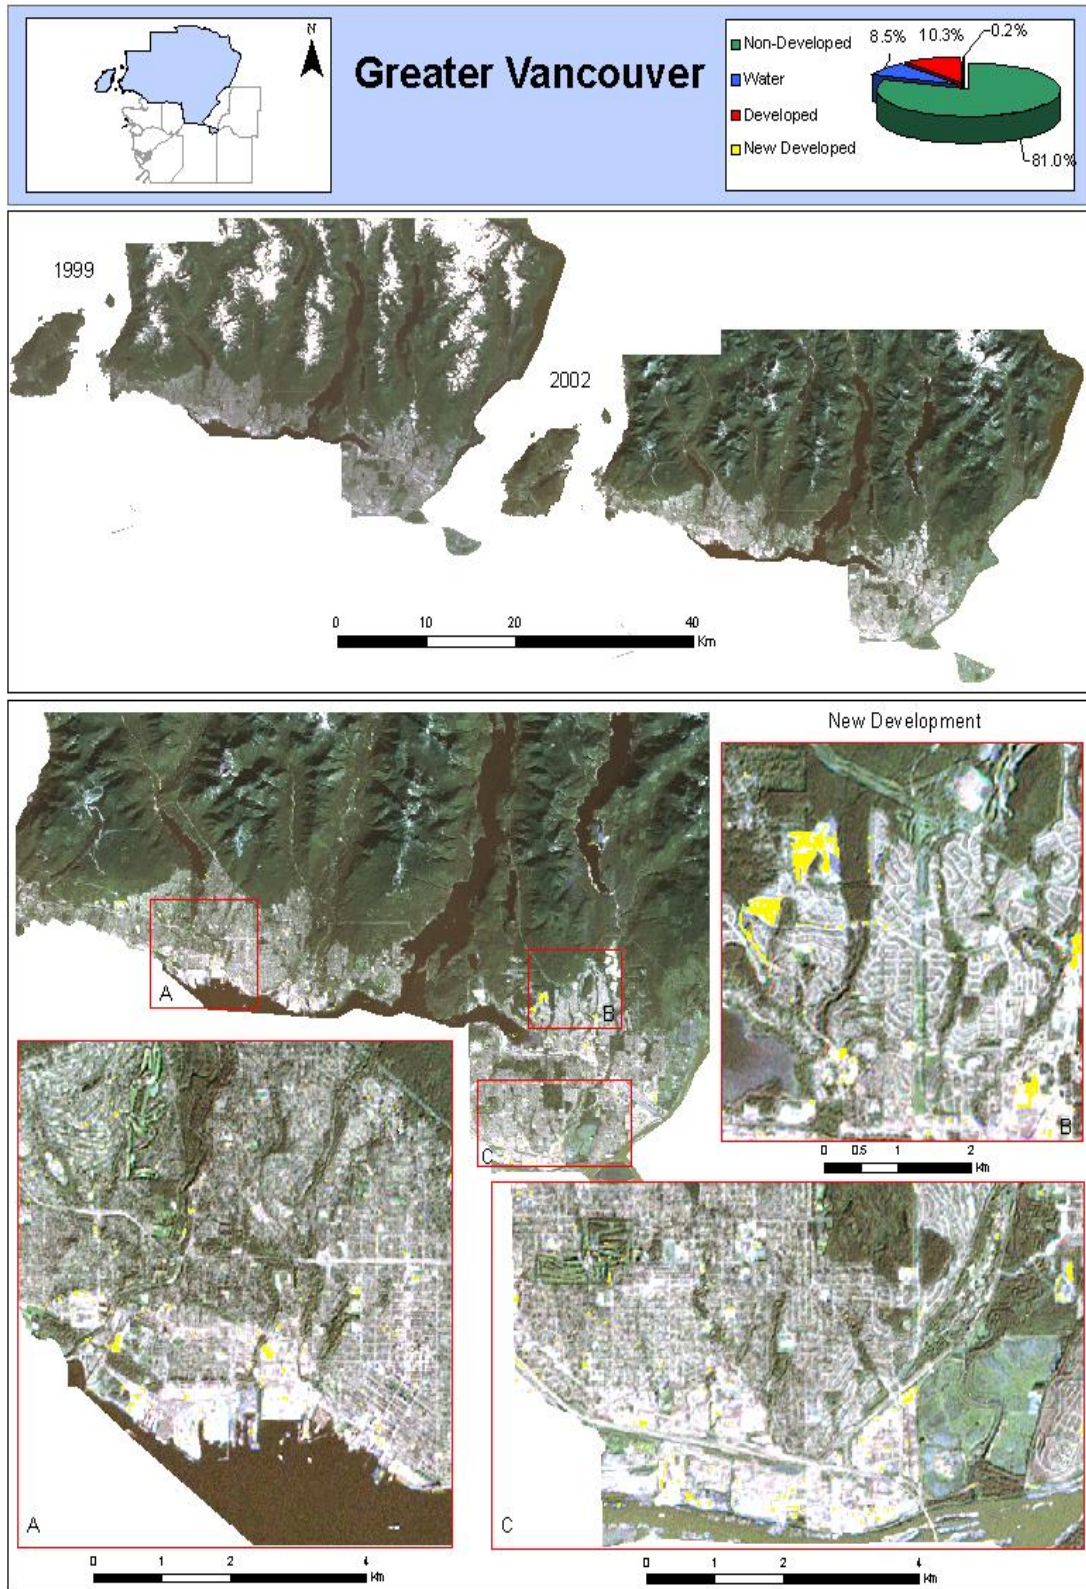 N
Greater Vancouver
Non-Developed
Water
Developed
New Developed
8.5%
10.3%
0.2%
81.0%
1999
2002
0 10 20 40
Km
New Development
A
B
C
B
0 0.5 1 2
Km
A
C
0 1 2 4
Km
0 1 2 4
Km